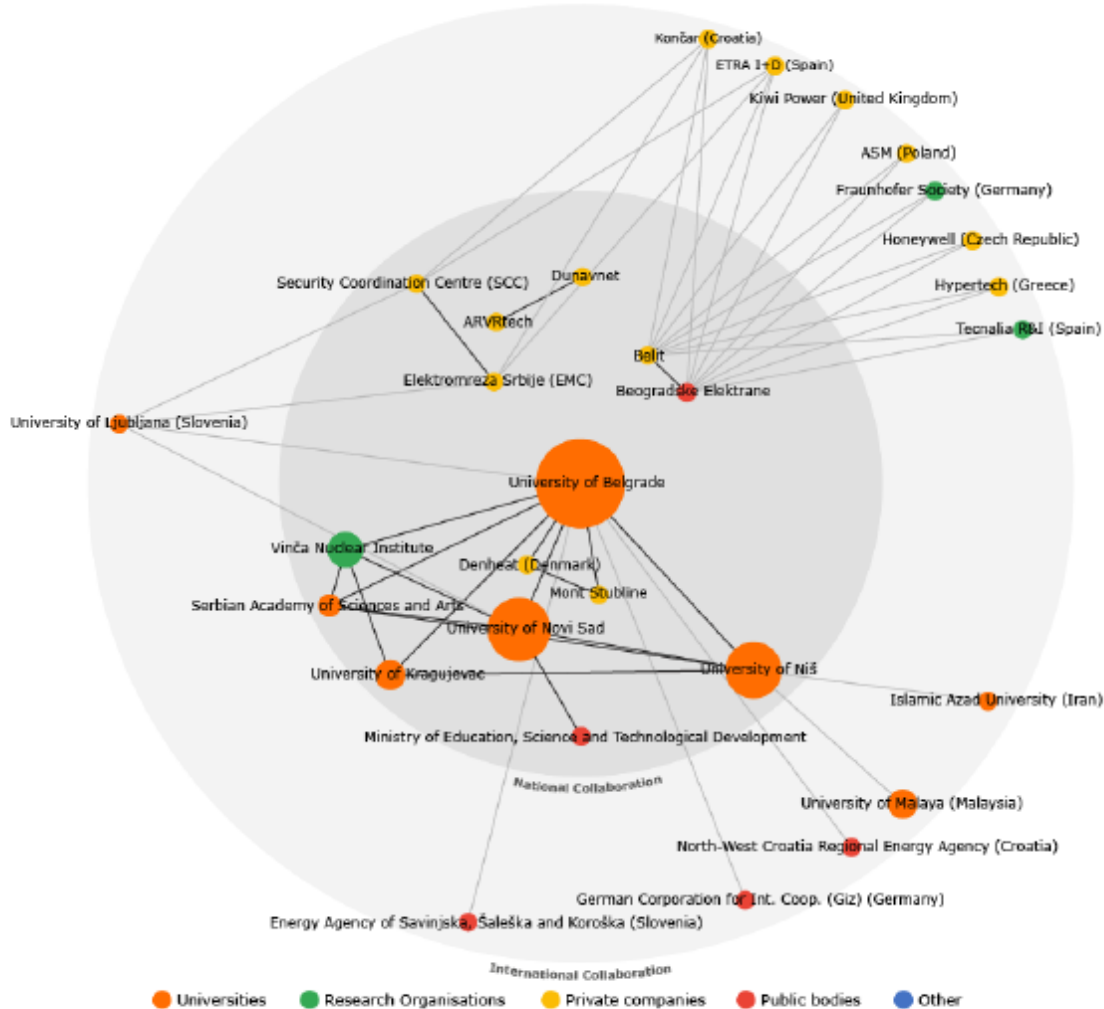 Končar (Croatia)
ETRA I+D (Spain)
Kiwi Power (United Kingdom)
ASM (Poland)
Fraunhofer Society (Germany)
Honeywell (Czech Republic)
Security Coordination Centre (SCC)
Dunavnet
Hypertech (Greece)
ARVRtech
Tecnalia R&I (Spain)
Belit
Elektromreza Srbije (EMC)
Beogradske Elektrane
University of Ljubljana (Slovenia)
University of Belgrade
Vinča Nuclear Institute
Denheat (Denmark)
Mont Stubline
Serbian Academy of Sciences and Arts
University of Novi Sad
University of Niš
University of Kragujevac
Islamic Azad University (Iran)
Ministry of Education, Science and Technological Development
National Collaboration
University of Malaya (Malaysia)
North-West Croatia Regional Energy Agency (Croatia)
German Corporation for Int. Coop. (Giz) (Germany)
Energy Agency of Savinjska, Šaleška and Koroška (Slovenia)
International Collaboration
Universities Research Organisations Private companies Public bodies Other